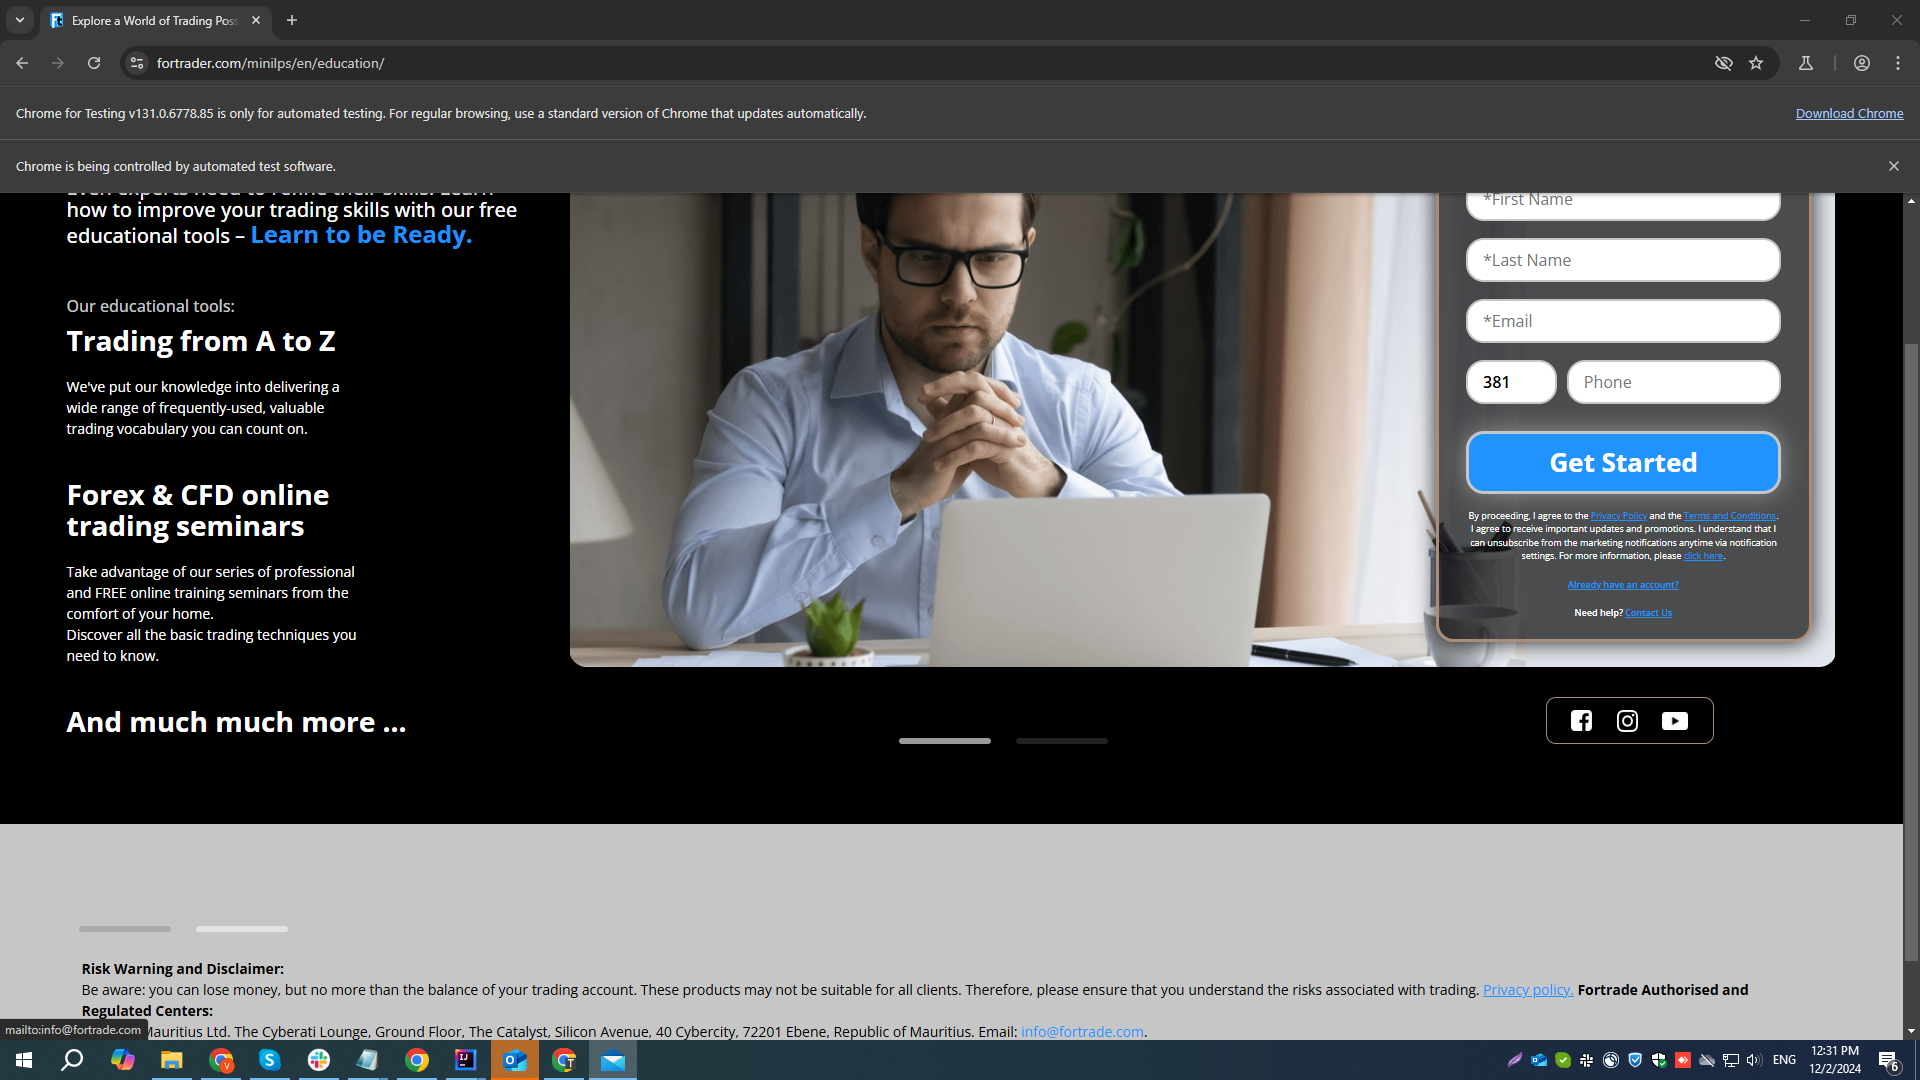 Explore a World of Trading Poss
fortrader.com/minilps/en/education/
Chrome for Testing v131.0.6778.85 is only for automated testing. For regular browsing, use a standard version of Chrome that updates automatically.
Download Chrome
Chrome is being controlled by automated test software.
Even experts need to refine their skills. Learn
how to improve your trading skills with our free
educational tools – Learn to be Ready.
Our educational tools:
Trading from A to Z
We've put our knowledge into delivering a
wide range of frequently-used, valuable
trading vocabulary you can count on.
Forex & CFD online
trading seminars
Take advantage of our series of professional
and FREE online training seminars from the
comfort of your home.
Discover all the basic trading techniques you
need to know.
And much much more ...
*First Name
*Last Name
*Email
381
Phone
Get Started
By proceeding, I agree to the Privacy Policy and the Terms and Conditions.
I agree to receive important updates and promotions. I understand that I
can unsubscribe from the marketing notifications anytime via notification
settings. For more information, please click here.
Already have an account?
Need help? Contact Us
Risk Warning and Disclaimer:
Be aware: you can lose money, but no more than the balance of your trading account. These products may not be suitable for all clients. Therefore, please ensure that you understand the risks associated with trading. Privacy policy. Fortrade Authorised and
Regulated Centers:
Mauritius Ltd. The Cyberati Lounge, Ground Floor, The Catalyst, Silicon Avenue, 40 Cybercity, 72201 Ebene, Republic of Mauritius. Email: info@fortrade.com.
mailto:info@fortrade.com
ENG
12:31 PM
12/2/2024
6